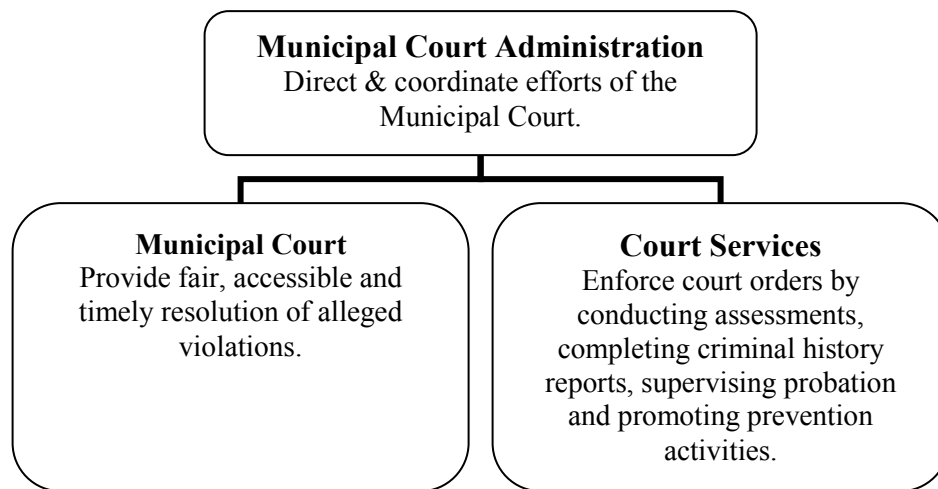 Municipal Court Administration
Direct & coordinate efforts of the
Municipal Court.
Municipal Court
Provide fair, accessible and
timely resolution of alleged
violations.
Court Services
Enforce court orders by
conducting assessments,
completing criminal history
reports, supervising probation
and promoting prevention
activities.